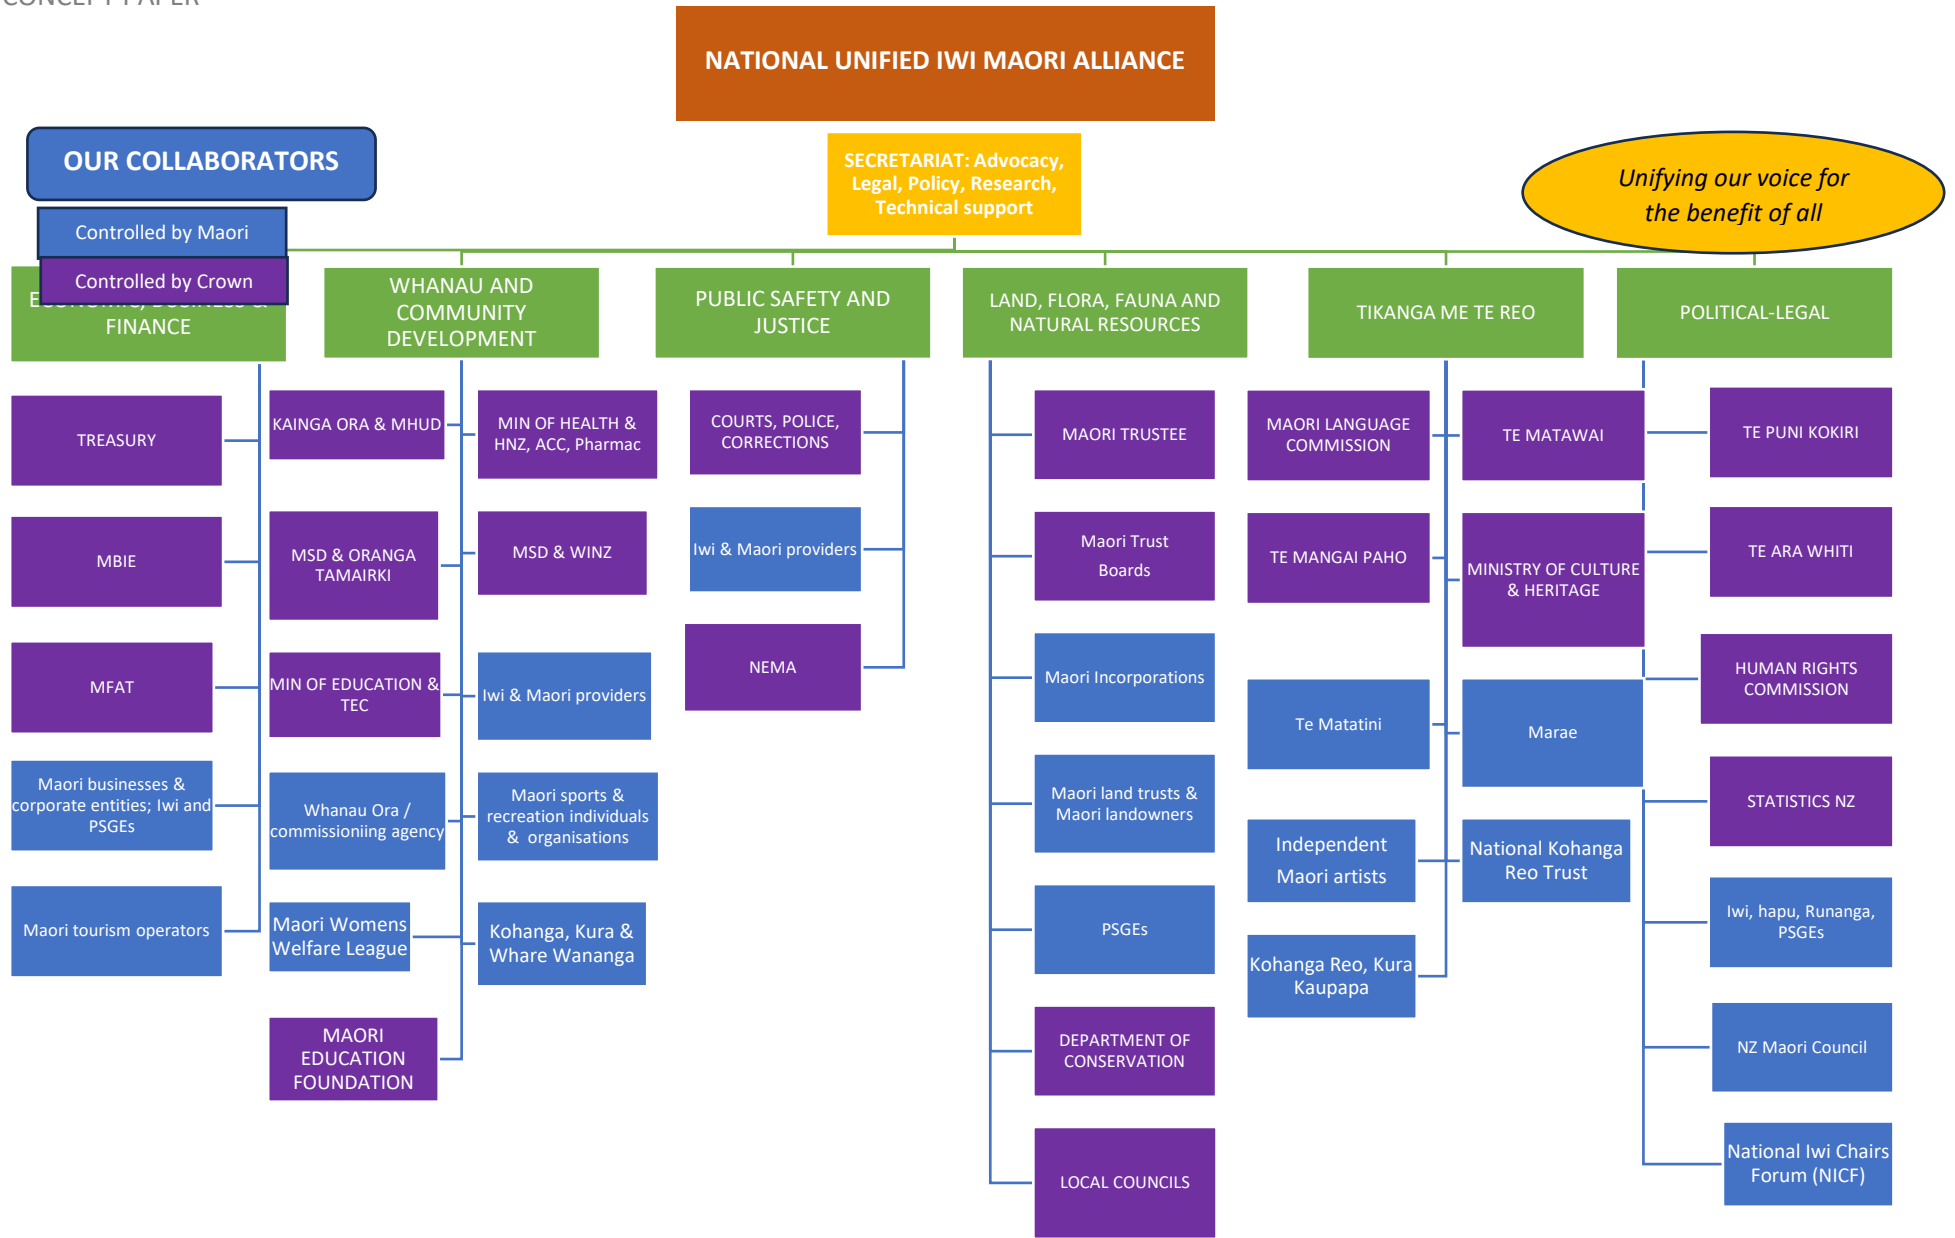 CONCEPT PAPER
NATIONAL UNIFIED IWI MAORI ALLIANCE
OUR COLLABORATORS
Controlled by Maori
Controlled by Crown
SECRETARIAT: Advocacy,
Legal, Policy, Research,
Technical support
Unifying our voice for
the benefit of all
ECONOMIC, BUSINESS &
FINANCE
TREASURY
MBIE
MFAT
Maori businesses &
corporate entities; Iwi and
PSGEs
Maori tourism operators
WHANAU AND
COMMUNITY
DEVELOPMENT
KAINGA ORA & MHUD
MIN OF HEALTH &
HNZ, ACC, Pharmac
MSD & ORANGA
TAMAIRKI
MSD & WINZ
MIN OF EDUCATION &
TEC
Iwi & Maori providers
Whanau Ora /
commissioniing agency
Maori sports &
recreation individuals
& organisations
Maori Womens
Welfare League
Kohanga, Kura &
Whare Wananga
MAORI
EDUCATION
FOUNDATION
PUBLIC SAFETY AND
JUSTICE
COURTS, POLICE,
CORRECTIONS
Iwi & Maori providers
NEMA
LAND, FLORA, FAUNA AND
NATURAL RESOURCES
MAORI TRUSTEE
Maori Trust
Boards
Maori Incorporations
Maori land trusts &
Maori landowners
PSGEs
DEPARTMENT OF
CONSERVATION
LOCAL COUNCILS
TIKANGA ME TE REO
MAORI LANGUAGE
COMMISSION
TE MATAWAI
TE MANGAI PAHO
MINISTRY OF CULTURE
& HERITAGE
Te Matatini
Marae
Independent
Maori artists
National Kohanga
Reo Trust
Kohanga Reo, Kura
Kaupapa
POLITICAL-LEGAL
TE PUNI KOKIRI
TE ARA WHITI
HUMAN RIGHTS
COMMISSION
STATISTICS NZ
Iwi, hapu, Runanga,
PSGEs
NZ Maori Council
National Iwi Chairs
Forum (NICF)